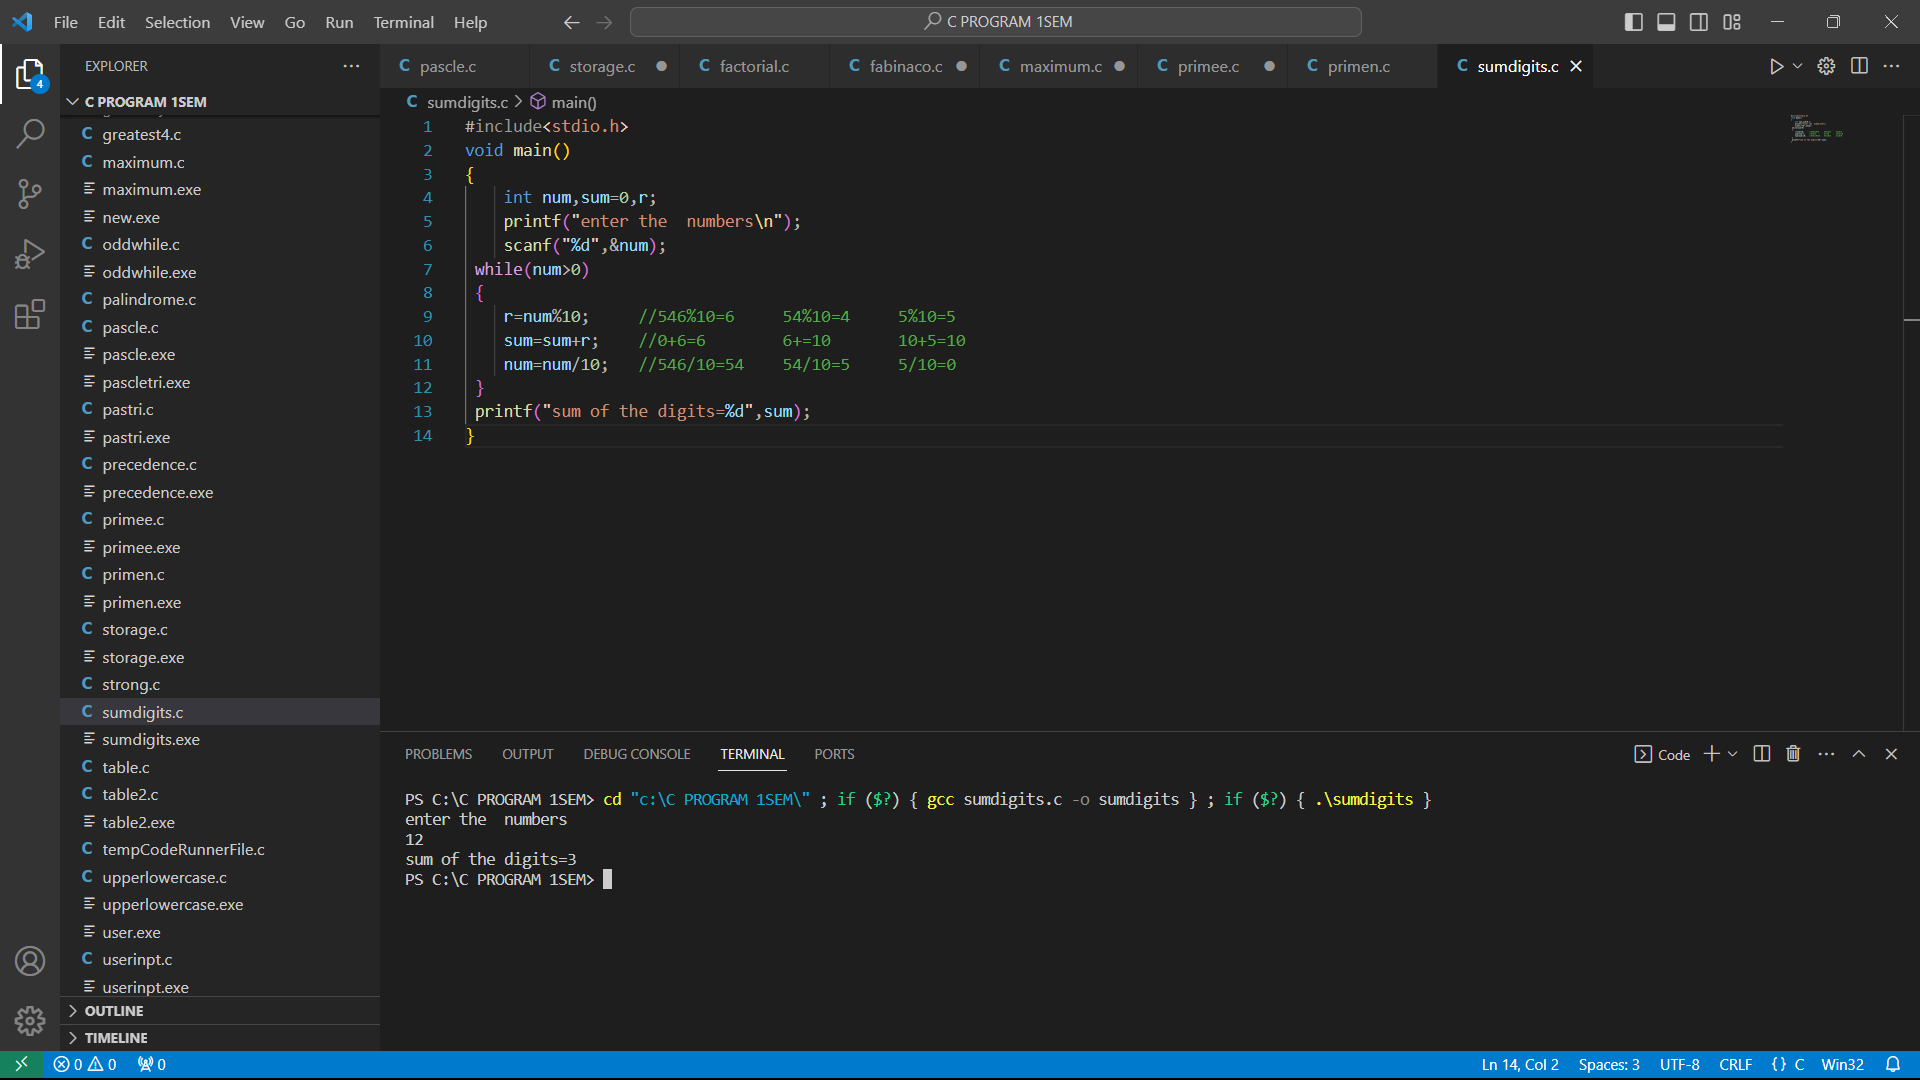 File Edit Selection View Go Run Terminal Help
C PROGRAM 1SEM
EXPLORER
C PROGRAM 1SEM
greatest4.c
maximum.c
maximum.exe
new.exe
oddwhile.c
oddwhile.exe
palindrome.c
pascle.c
pascle.exe
pascletri.exe
pastri.c
pastri.exe
precedence.c
precedence.exe
primee.c
primee.exe
primen.c
primen.exe
storage.c
storage.exe
strong.c
sumdigits.c
sumdigits.exe
table.c
table2.c
table2.exe
tempCodeRunnerFile.c
upperlowercase.c
upperlowercase.exe
user.exe
userinpt.c
userinpt.exe
OUTLINE
TIMELINE
4
C pascle.c C storage.c C factorial.c C fabinaco.c C maximum.c C primee.c C primen.c C sumdigits.c
C sumdigits.c > main()
1 #include<stdio.h>
2 void main()
3 {
4 int num,sum=0,r;
5 printf("enter the  numbers\n");
6 scanf("%d",&num);
7 while(num>0)
8 {
9 r=num%10; //546%10=6 54%10=4 5%10=5
10 sum=sum+r; //0+6=6 6+=10 10+5=10
11 num=num/10; //546/10=54 54/10=5 5/10=0
12 }
13 printf("sum of the digits=%d",sum);
14 }
PROBLEMS OUTPUT DEBUG CONSOLE TERMINAL PORTS
Code
PS C:\C PROGRAM 1SEM> cd "c:\C PROGRAM 1SEM\" ; if ($?) { gcc sumdigits.c -o sumdigits } ; if ($?) { .\sumdigits }
enter the  numbers
12
sum of the digits=3
PS C:\C PROGRAM 1SEM>
0 0 0
Ln 14, Col 2 Spaces: 3 UTF-8 CRLF {} C Win32